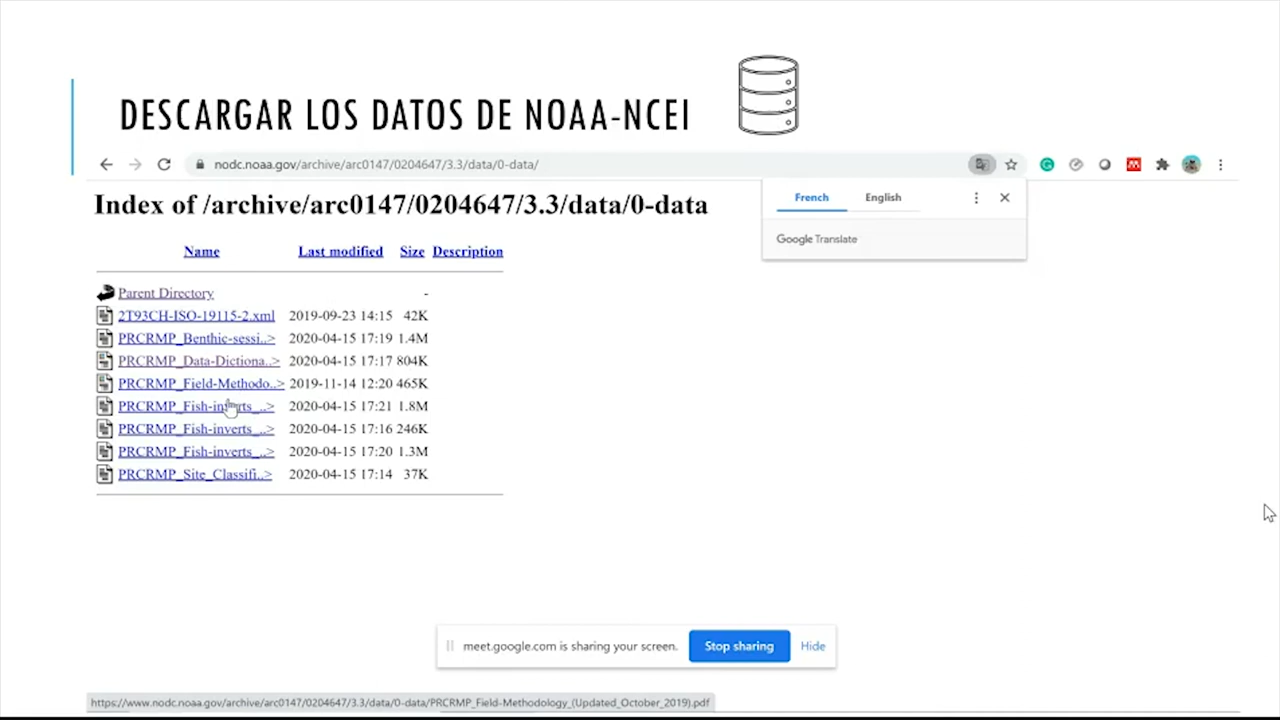 DESCARGAR LOS DATOS DE NOAA-NCEI
nodc.noaa.gov/archive/arc0147/0204647/3.3/data/0-data/
Index of /archive/arc0147/0204647/3.3/data/0-data
French English
Google Translate
Name Last modified Size Description
Parent Directory -
2T93CH-ISO-19115-2.xml 2019-09-23 14:15 42K
PRCRMP_Benthic-sessi..> 2020-04-15 17:19 1.4M
PRCRMP_Data-Dictiona..> 2020-04-15 17:17 804K
PRCRMP_Field-Methodo..> 2019-11-14 12:20 465K
PRCRMP_Fish-inverts_..> 2020-04-15 17:21 1.8M
PRCRMP_Fish-inverts_..> 2020-04-15 17:16 246K
PRCRMP_Fish-inverts_..> 2020-04-15 17:20 1.3M
PRCRMP_Site_Classifi..> 2020-04-15 17:14 37K
meet.google.com is sharing your screen. Stop sharing Hide
https://www.nodc.noaa.gov/archive/arc0147/0204647/3.3/data/0-data/PRCRMP_Field-Methodology_(Updated_October_2019).pdf